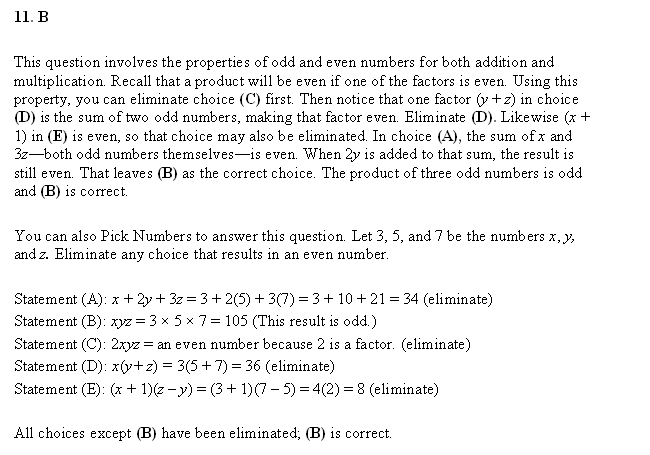 11. B
This question involves the properties of odd and even numbers for both addition and
multiplication. Recall that a product will be even if one of the factors is even. Using this
property, you can eliminate choice (C) first. Then notice that one factor (y+z) in choice
(D) is the sum of two odd numbers, making that factor even. Eliminate (D). Likewise (x +
1) in (E) is even, so that choice may also be eliminated. In choice (A), the sum of x and
3z—both odd numbers themselves—is even. When 2y is added to that sum, the result is
still even. That leaves (B) as the correct choice. The product of three odd numbers is odd
and (B) is correct.
You can also Pick Numbers to answer this question. Let 3, 5, and 7 be the numbers x, y,
and z. Eliminate any choice that results in an even number.
Statement (A): x + 2y + 3z = 3 + 2(5) + 3(7) = 3 + 10 + 21 = 34 (eliminate)
Statement (B): xyz = 3 × 5 × 7 = 105 (This result is odd.)
Statement (C): 2xyz = an even number because 2 is a factor. (eliminate)
Statement (D): x(y+z) = 3(5 + 7) = 36 (eliminate)
Statement (E): (x + 1)(z – y) = (3 + 1)(7 – 5) = 4(2) = 8 (eliminate)
All choices except (B) have been eliminated; (B) is correct.